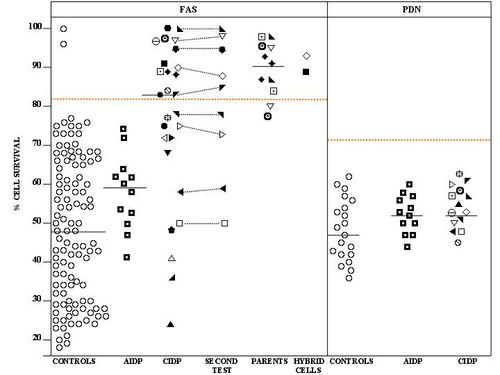 FAS PDN
100
90
80
70
60
50
40
30
20
% CELL SURVIVAL
CONTROLS AIDP CIDP SECOND PARENTS HYBRID CONTROLS AIDP CIDP
TEST CELLS